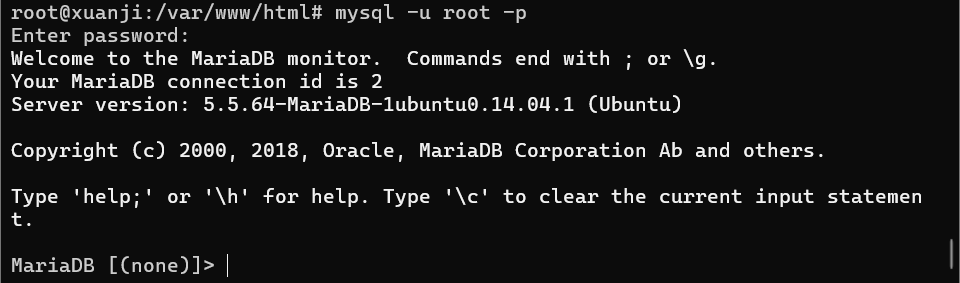 root@xuanji:/var/www/html# mysql -u root -p
Enter password:
Welcome to the MariaDB monitor.  Commands end with ; or \g.
Your MariaDB connection id is 2
Server version: 5.5.64-MariaDB-1ubuntu0.14.04.1 (Ubuntu)

Copyright (c) 2000, 2018, Oracle, MariaDB Corporation Ab and others.

Type 'help;' or '\h' for help. Type '\c' to clear the current input statemen
t.

MariaDB [(none)]>